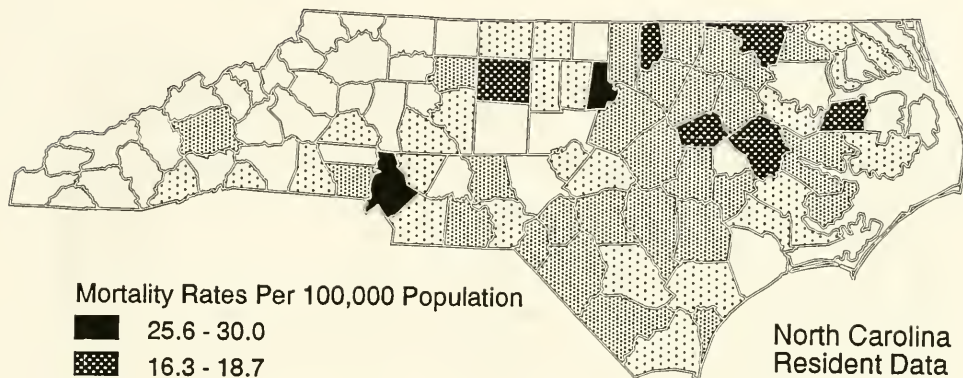 Mortality Rates Per 100,000 Population
25.6 - 30.0
16.3 - 18.7
North Carolina
Resident Data